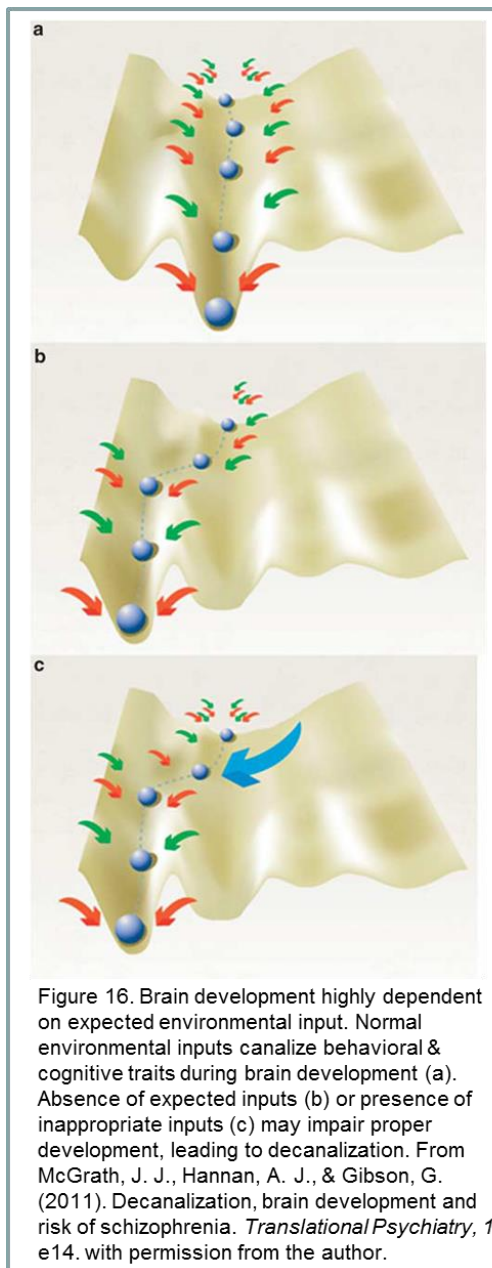 a
b
c
Figure 16. Brain development highly dependent
on expected environmental input. Normal
environmental inputs canalize behavioral &
cognitive traits during brain development (a).
Absence of expected inputs (b) or presence of
inappropriate inputs (c) may impair proper
development, leading to decanalization. From
McGrath, J. J., Hannan, A. J., & Gibson, G.
(2011). Decanalization, brain development and
risk of schizophrenia. Translational Psychiatry, 1
e14. with permission from the author.